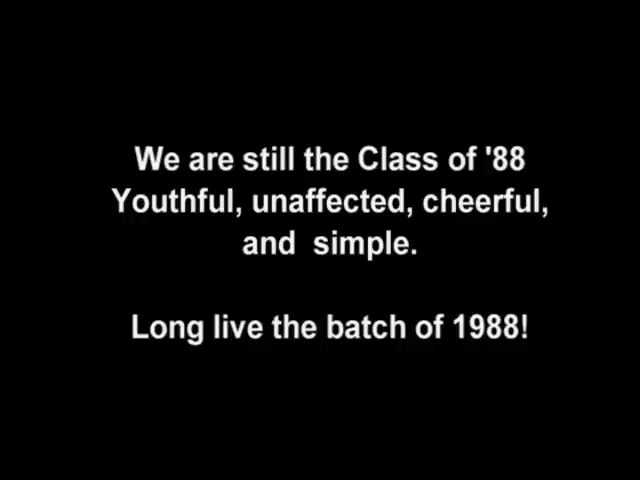 We are still the Class of '88
Youthful, unaffected, cheerful,
and  simple.
Long live the batch of 1988!